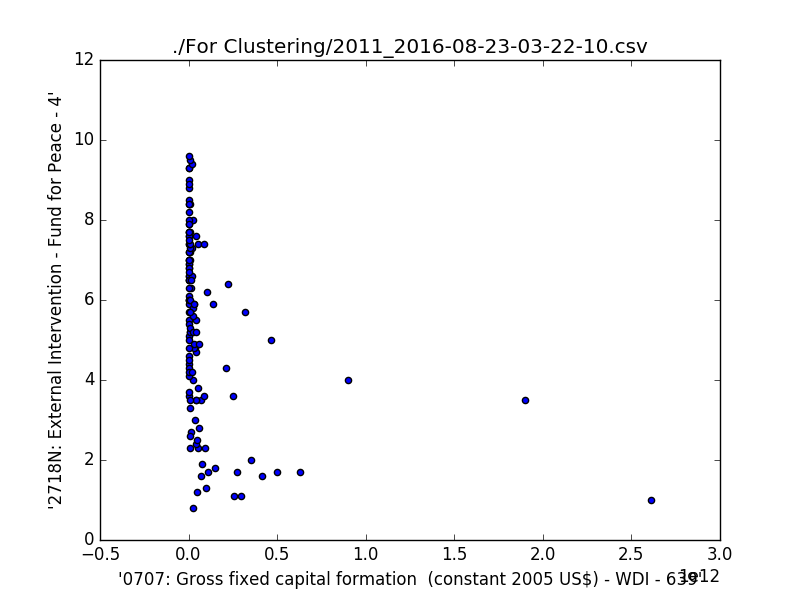 ./For Clustering/2011_2016-08-23-03-22-10.csv
12
10
8
6
4
2
0
'2718N: External Intervention - Fund for Peace - 4'
−0.5 0.0 0.5 1.0 1.5 2.0 2.5 3.0
1e12
'0707: Gross fixed capital formation  (constant 2005 US$) - WDI - 639'